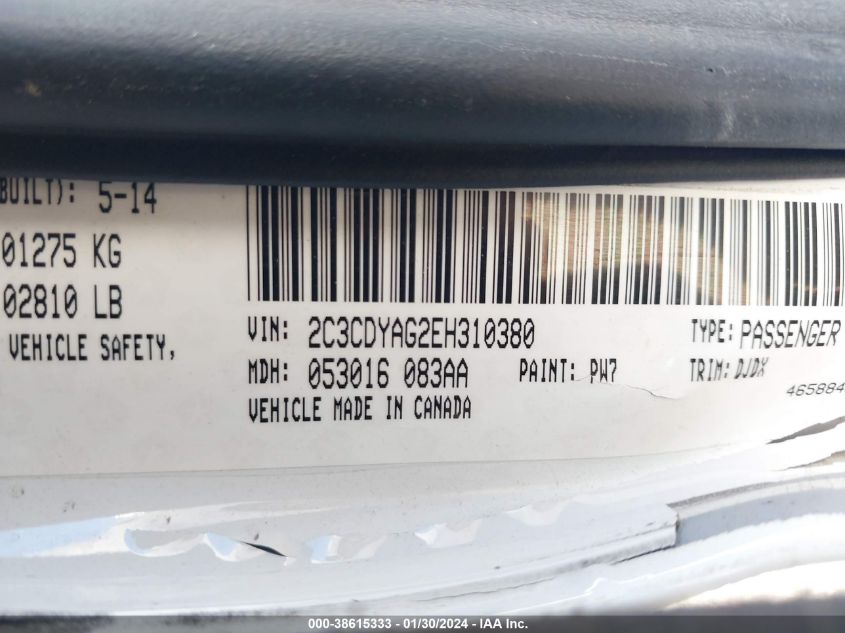 BUILT): 5-14
01275 KG
02810 LB
VEHICLE SAFETY,
VIN: 2C3CDYAG2EH310380
TYPE: PASSENGER
MDH: 053016 083AA
PAINT: PW7
TRIM: DJDX
VEHICLE MADE IN CANADA
000-38615333 - 01/30/2024 - IAA Inc.